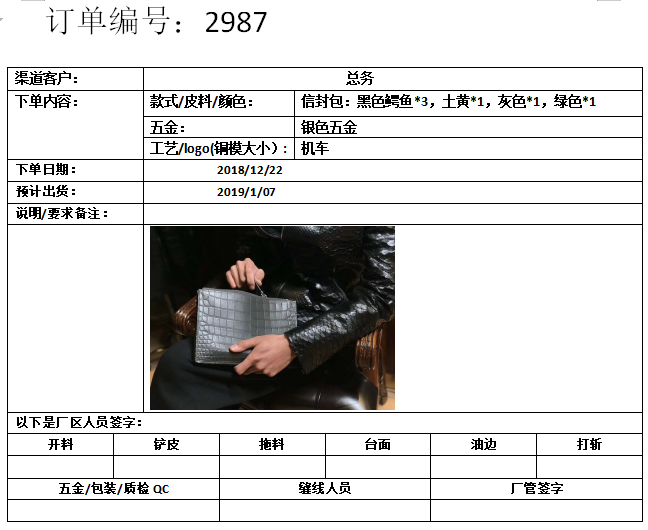 订单编号：2987
渠道客户： 总务
下单内容： 款式/皮料/颜色： 信封包：黑色鳄鱼*3，土黄*1，灰色*1，绿色*1
五金： 银色五金
工艺/logo(铜模大小）: 机车
下单日期： 2018/12/22
预计出货： 2019/1/07
说明/要求备注：
以下是厂区人员签字：
开料 铲皮 拖料 台面 油边 打斩
五金/包装/质检 QC 缝线人员 厂管签字